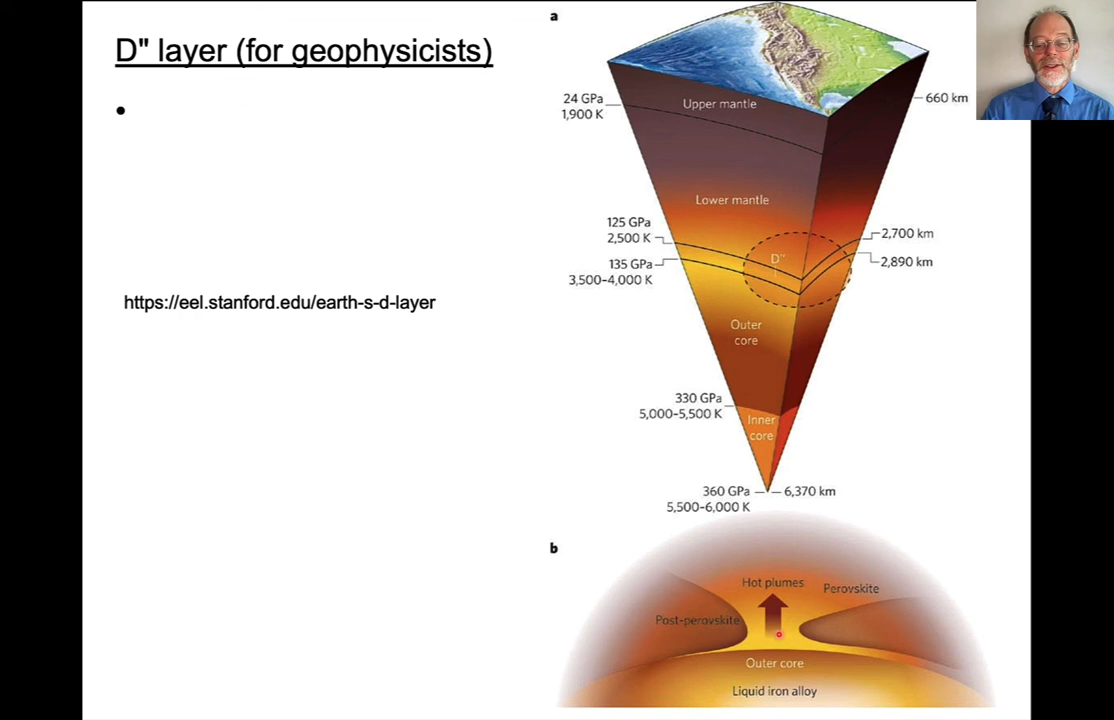 D" layer (for geophysicists)
•
https://eel.stanford.edu/earth-s-d-layer
a
24 GPa
1,900 K
Upper mantle
660 km
Lower mantle
125 GPa
2,500 K
2,700 km
D"
135 GPa
3,500–4,000 K
2,890 km
Outer
core
330 GPa
5,000–5,500 K
Inner
core
360 GPa
5,500–6,000 K
6,370 km
b
Hot plumes
Perovskite
Post-perovskite
Outer core
Liquid iron alloy